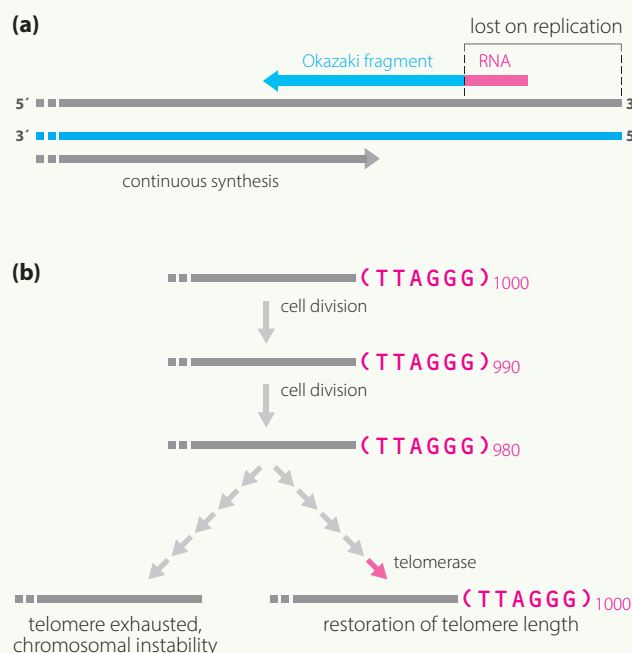 (a)
lost on replication
Okazaki fragment RNA
5´ 3
3´ 5
continuous synthesis
(b)
(TTAGGG)1000
cell division
(TTAGGG)990
cell division
(TTAGGG)980
telomerase
(TTAGGG)1000
telomere exhausted,
chromosomal instability
restoration of telomere length